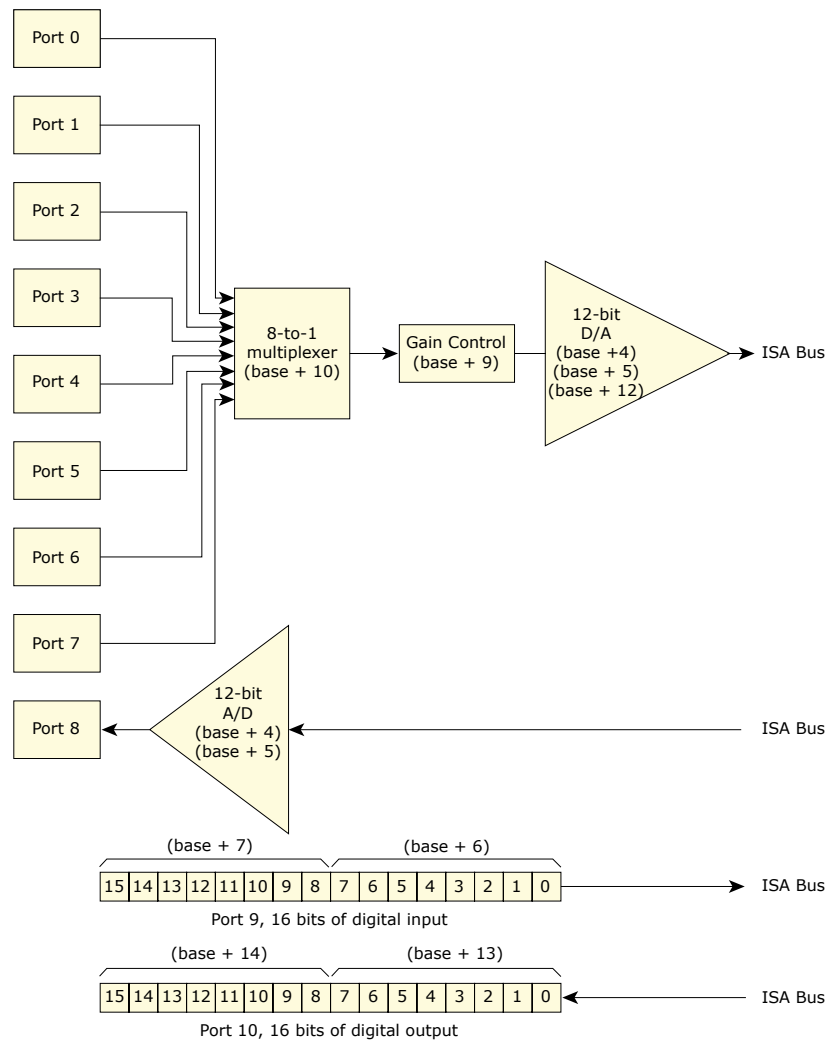 Port 0
Port 1
Port 2
Port 3
Port 4
Port 5
Port 6
Port 7
8-to-1
multiplexer
(base + 10)
Gain Control
(base + 9)
12-bit
D/A
(base +4)
(base + 5)
(base + 12)
ISA Bus
Port 8
12-bit
A/D
(base + 4)
(base + 5)
ISA Bus
(base + 7) (base + 6)
15 14 13 12 11 10 9 8 7 6 5 4 3 2 1 0 ISA Bus
Port 9, 16 bits of digital input
(base + 14) (base + 13)
15 14 13 12 11 10 9 8 7 6 5 4 3 2 1 0 ISA Bus
Port 10, 16 bits of digital output